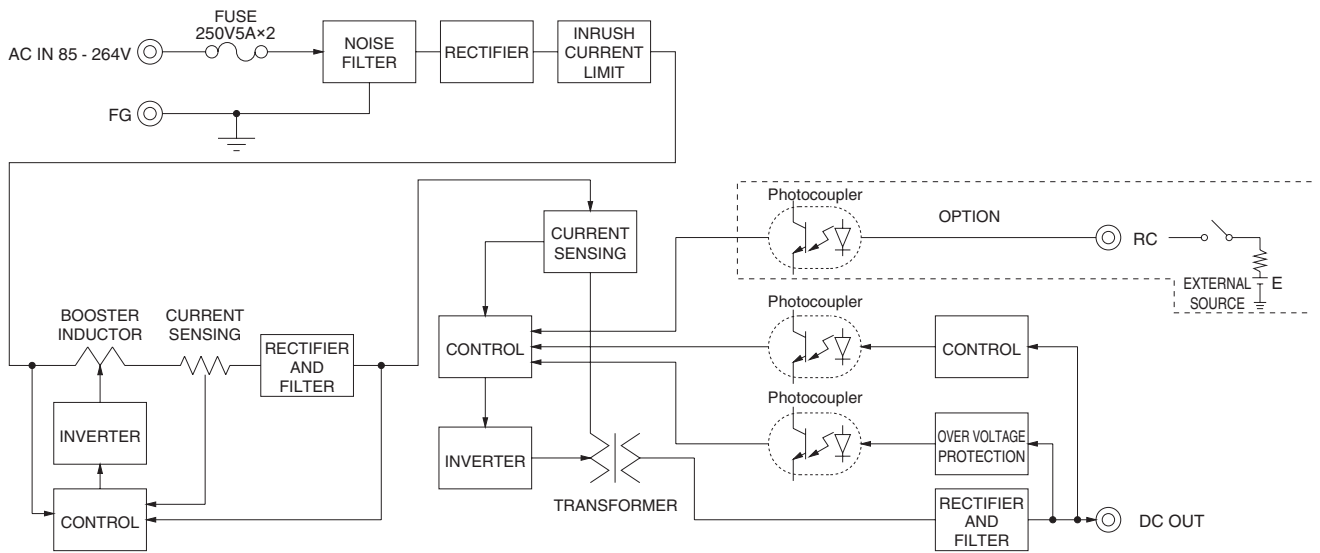 FUSE
250V5A×2
AC IN 85 - 264V
NOISE
FILTER
RECTIFIER
INRUSH
CURRENT
LIMIT
FG
Photocoupler
OPTION
RC
EXTERNAL
SOURCE
E
CURRENT
SENSING
BOOSTER
INDUCTOR
CURRENT
SENSING
RECTIFIER
AND
FILTER
CONTROL
Photocoupler
CONTROL
Photocoupler
INVERTER
INVERTER
OVER VOLTAGE
PROTECTION
TRANSFORMER
CONTROL
RECTIFIER
AND
FILTER
DC OUT